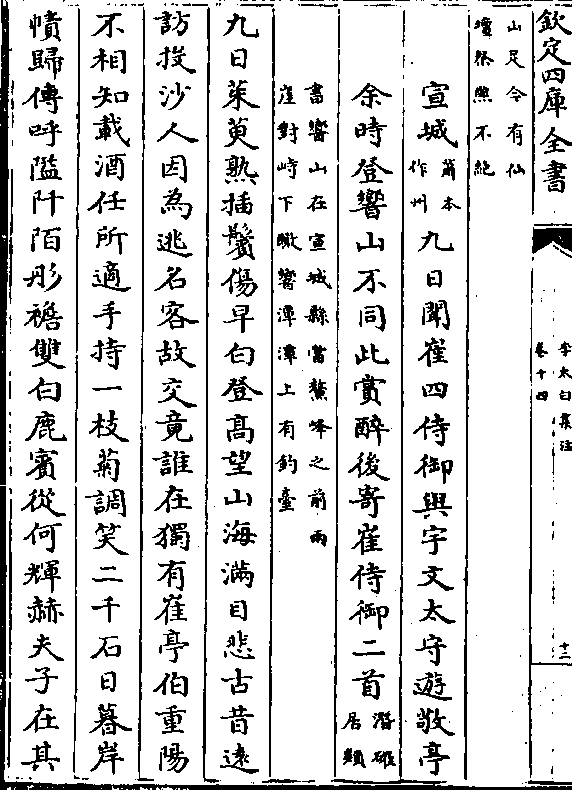 欽定四庫全書
李太白集注
卷十四
十二
山足今有仙
壇祭照不絶
宣城蕭本作州九日聞崔四侍御與宇文太守遊敬亭
余時登響山不同此賞醉後寄崔侍御二首潛確居類
書響山在宣城縣當鰲峰之前兩
崖對峙下瞰響潭潭上有釣臺
九日茱萸熟插鬢傷早白登髙望山海滿目悲古昔逺
訪投沙人因為逃名客故交竟誰在獨有崔亭伯重陽
不相知載酒任所適手持一枝菊調笑二千石日暮岸
幘歸傳呼隘阡陌彤襜雙白鹿賓從何輝赫夫子在其